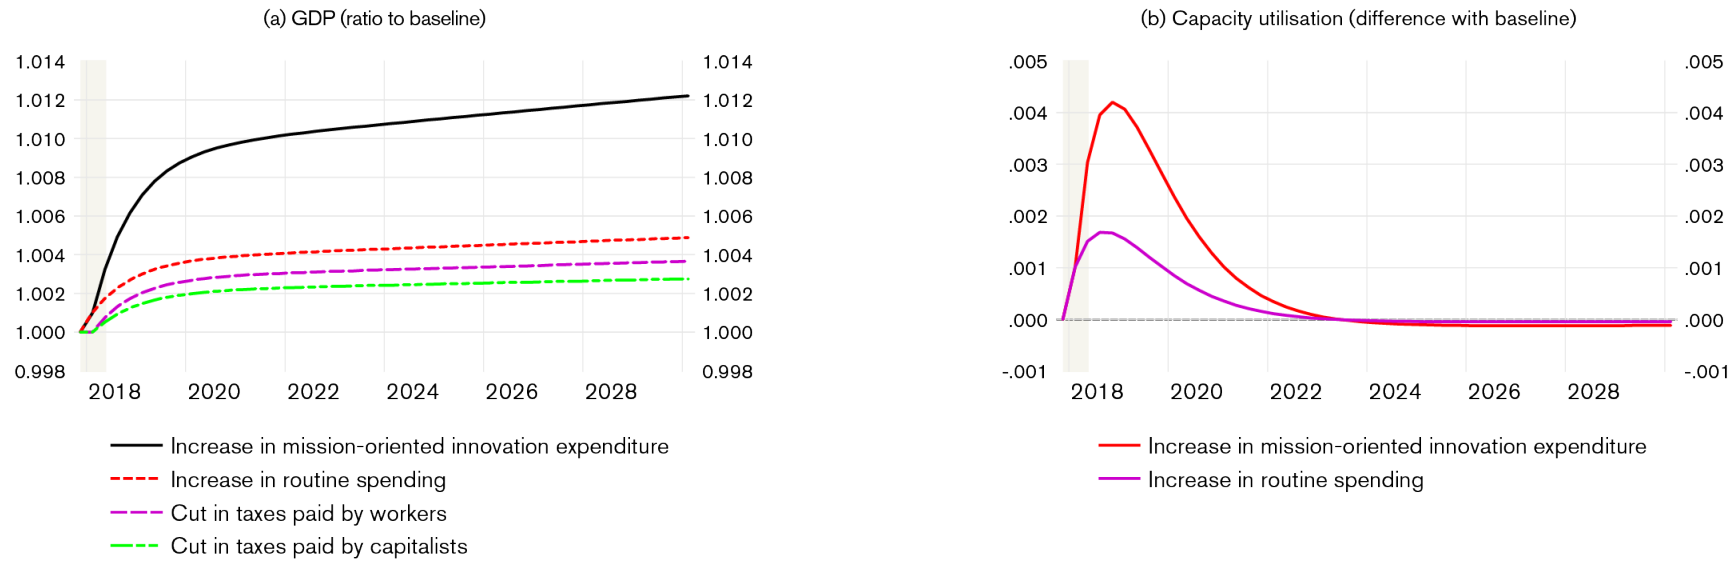 (a) GDP (ratio to baseline)
1.014 1.014
1.012 1.012
1.010 1.010
1.008 1.008
1.006 1.006
1.004 1.004
1.002 1.002
1.000 1.000
0.998 0.998
2018 2020 2022 2024 2026 2028
Increase in mission-oriented innovation expenditure
Increase in routine spending
Cut in taxes paid by workers
Cut in taxes paid by capitalists
(b) Capacity utilisation (difference with baseline)
.005 .005
.004 .004
.003 .003
.002 .002
.001 .001
.000 .000
-.001 -.001
2018 2020 2022 2024 2026 2028
Increase in mission-oriented innovation expenditure
Increase in routine spending